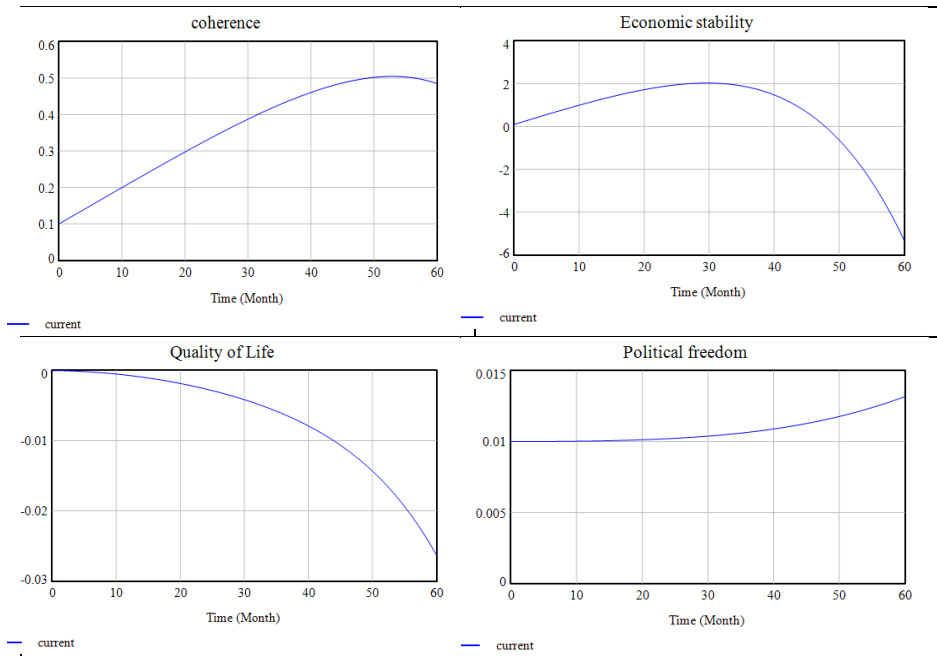 coherence
0.6
0.5
0.4
0.3
0.2
0.1
0
0 10 20 30 40 50 60
Time (Month)
current
Economic stability
4
2
0
-2
-4
-6
0 10 20 30 40 50 60
Time (Month)
current
Quality of Life
0
-0.01
-0.02
-0.03
0 10 20 30 40 50 60
Time (Month)
current
Political freedom
0.015
0.01
0.005
0
0 10 20 30 40 50 60
Time (Month)
current